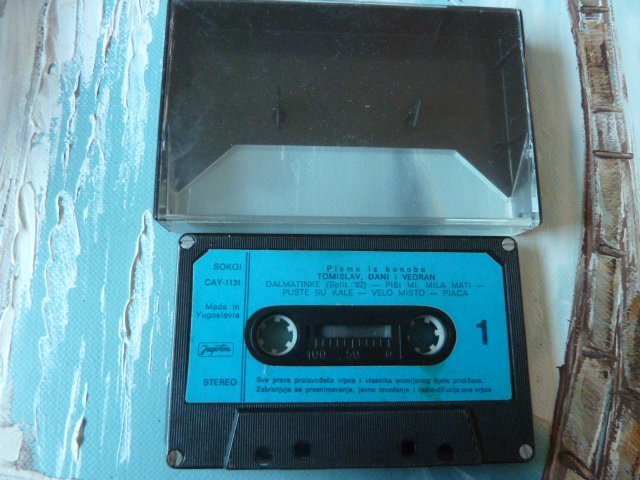 Pisme iz konobe
TOMISLAV, ĐANI I VEDRAN
DALMATINKE (Split '82) — PIŠI MI, MILA MATI —
PUSTE SU KALE — VELO MISTO — PJACA
SOKOJ
CAY-1131
Made in
Yugoslavia
Jugoton
STEREO
1
100 50 0
Sva prava proizvođača vrpce i vlasnika snimljenog djela pridržana.
Zabranjuje se presnimavanje, javno izvođenje i radio-difuzija ove vrpce